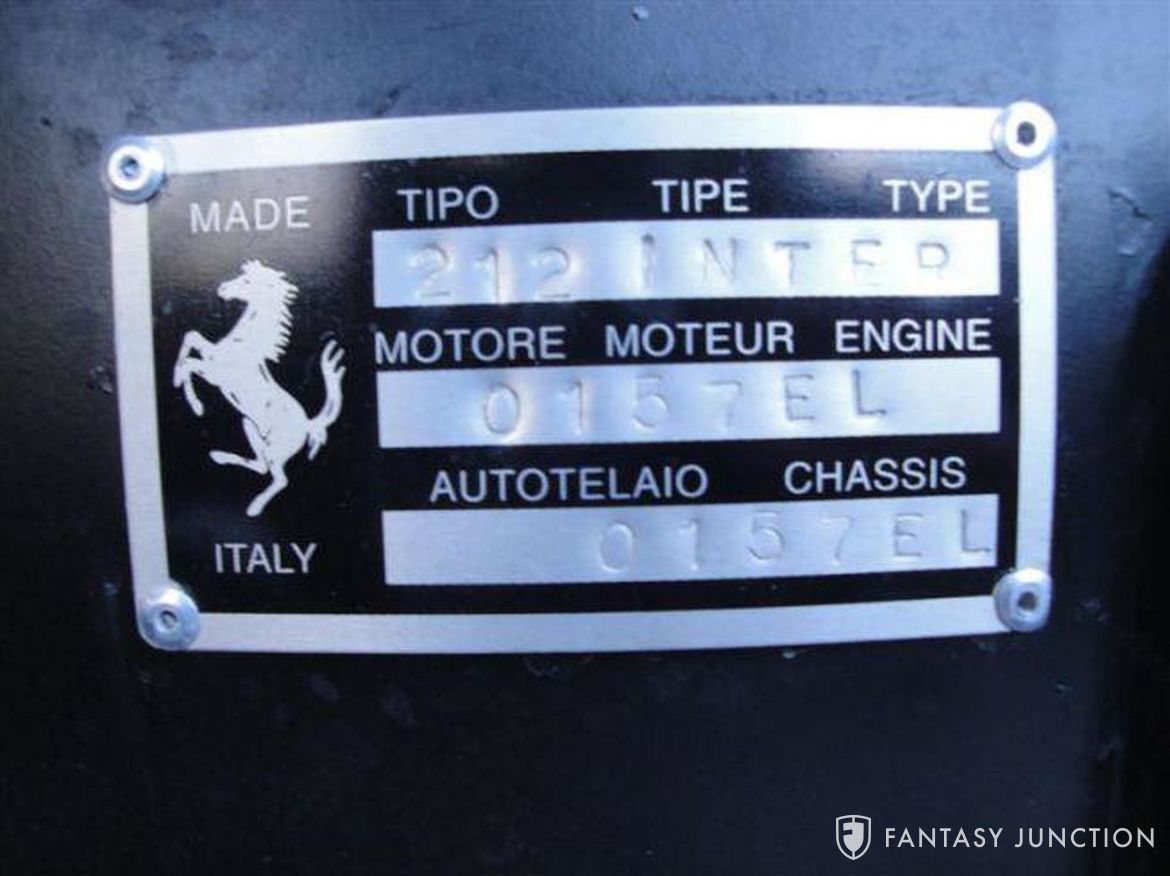 MADE
TIPO TIPE TYPE
212 INTER
MOTORE MOTEUR ENGINE
0157EL
AUTOTELAIO CHASSIS
0157EL
ITALY
FANTASY JUNCTION